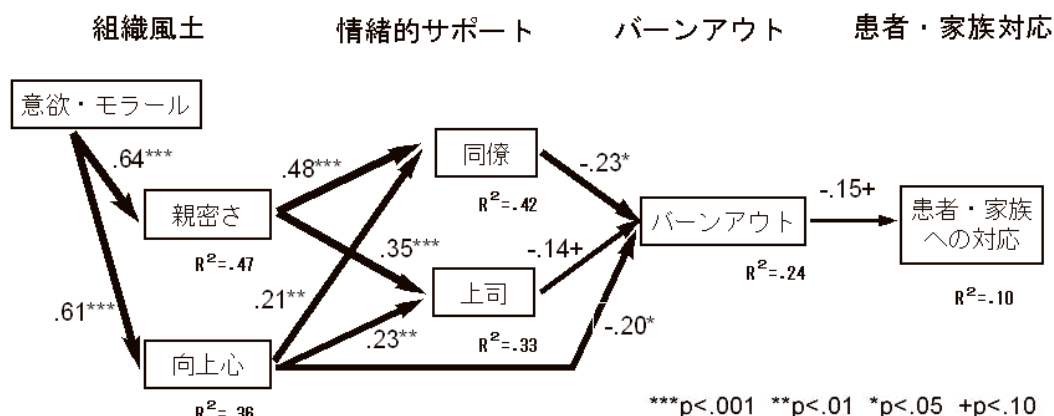 組織風土
情緒的サポート
バーンアウト
患者・家族対応
意欲・モラール
.64***
.61***
親密さ
R²=.47
向上心
R²=.36
.48***
.35***
.21**
.23**
同僚
R²=.42
上司
R²=.33
-.23*
-.14+
-.20*
バーンアウト
R²=.24
-.15+
患者・家族
への対応
R²=.10
***p<.001 **p<.01 *p<.05 +p<.10